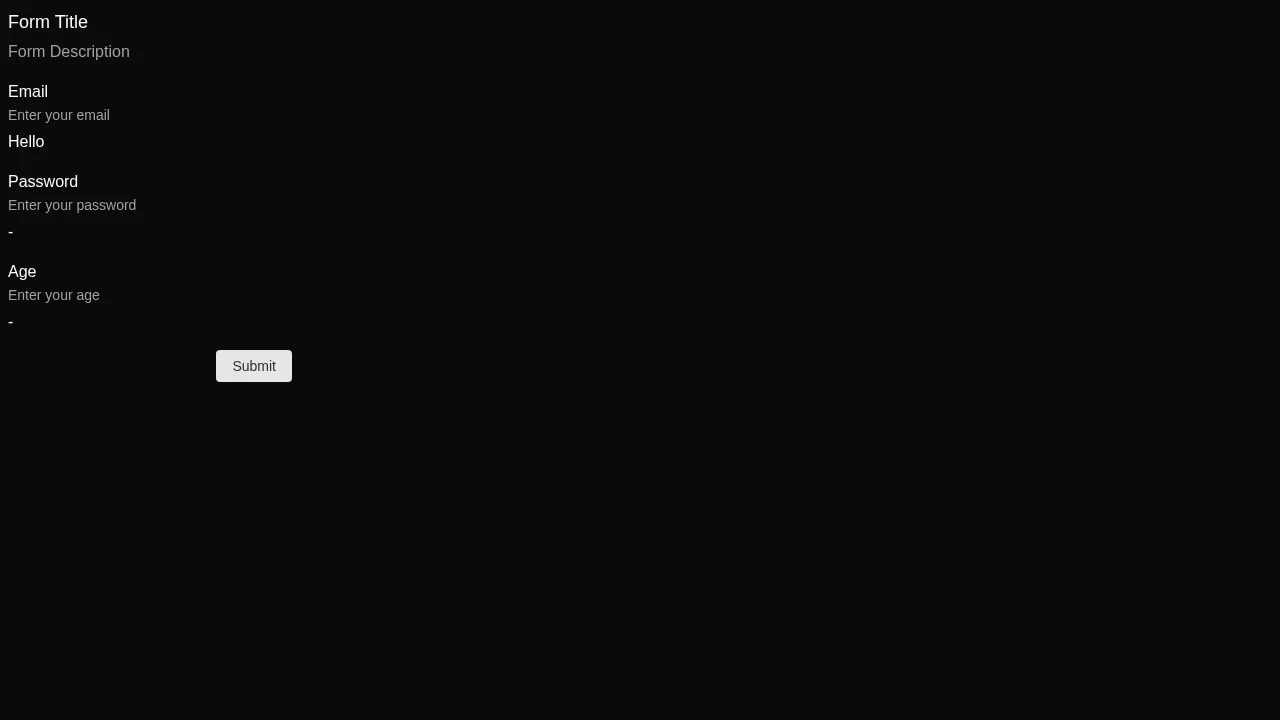 Form Title
Form Description
Email
Enter your email
Hello
Password
Enter your password
-
Age
Enter your age
-
Submit